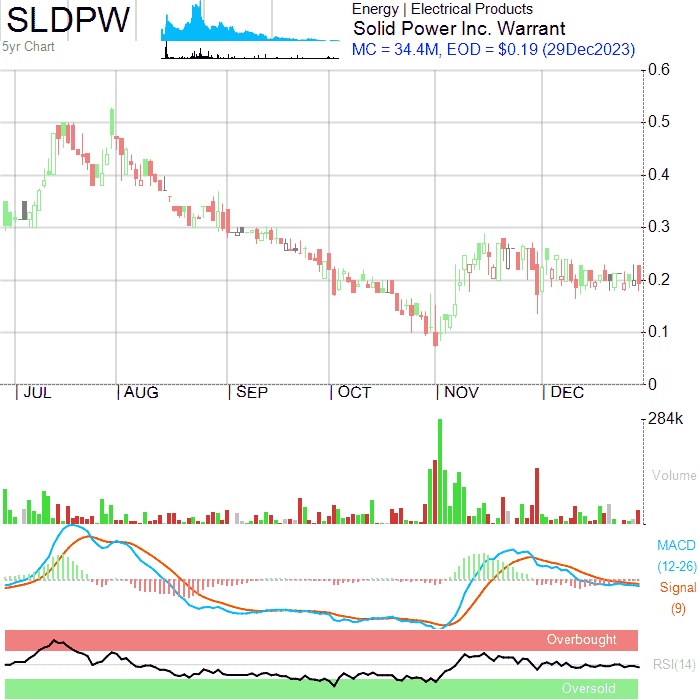 SLDPW
5yr Chart
Energy | Electrical Products
Solid Power Inc. Warrant
MC = 34.4M, EOD = $0.19 (29Dec2023)
0.6
0.5
0.4
0.3
0.2
0.1
0
JUL AUG SEP OCT NOV DEC
284k
Volume
MACD
(12-26)
Signal
(9)
Overbought
RSI(14)
Oversold